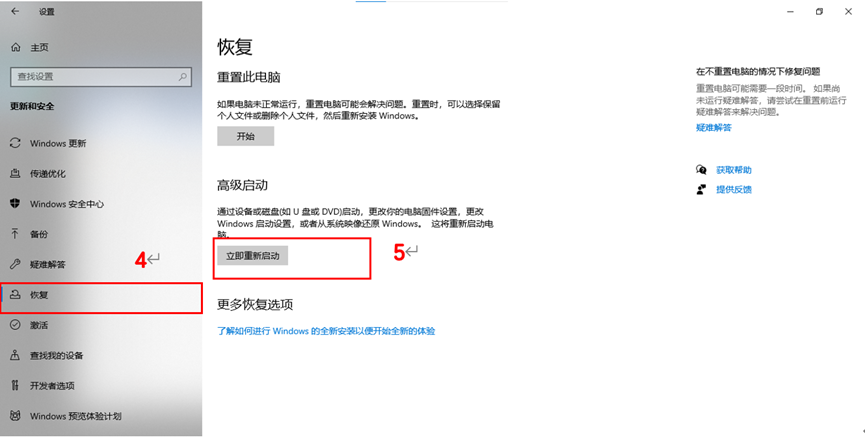 设置
主页
查找设置
更新和安全
Windows 更新
传递优化
Windows 安全中心
备份
疑难解答
4
恢复
激活
查找我的设备
开发者选项
Windows 预览体验计划
恢复
重置此电脑
如果电脑未正常运行，重置电脑可能会解决问题。重置时，可以选择保留
个人文件或删除个人文件，然后重新安装 Windows。
开始
高级启动
通过设备或磁盘(如 U 盘或 DVD)启动，更改你的电脑固件设置，更改
Windows 启动设置，或者从系统映像还原 Windows。 这将重新启动电
脑。
立即重新启动
5
更多恢复选项
了解如何进行 Windows 的全新安装以便开始全新的体验
在不重置电脑的情况下修复问题
重置电脑可能需要一段时间。 如果尚
未运行疑难解答，请尝试在重置前运行
疑难解答来解决问题。
疑难解答
获取帮助
提供反馈